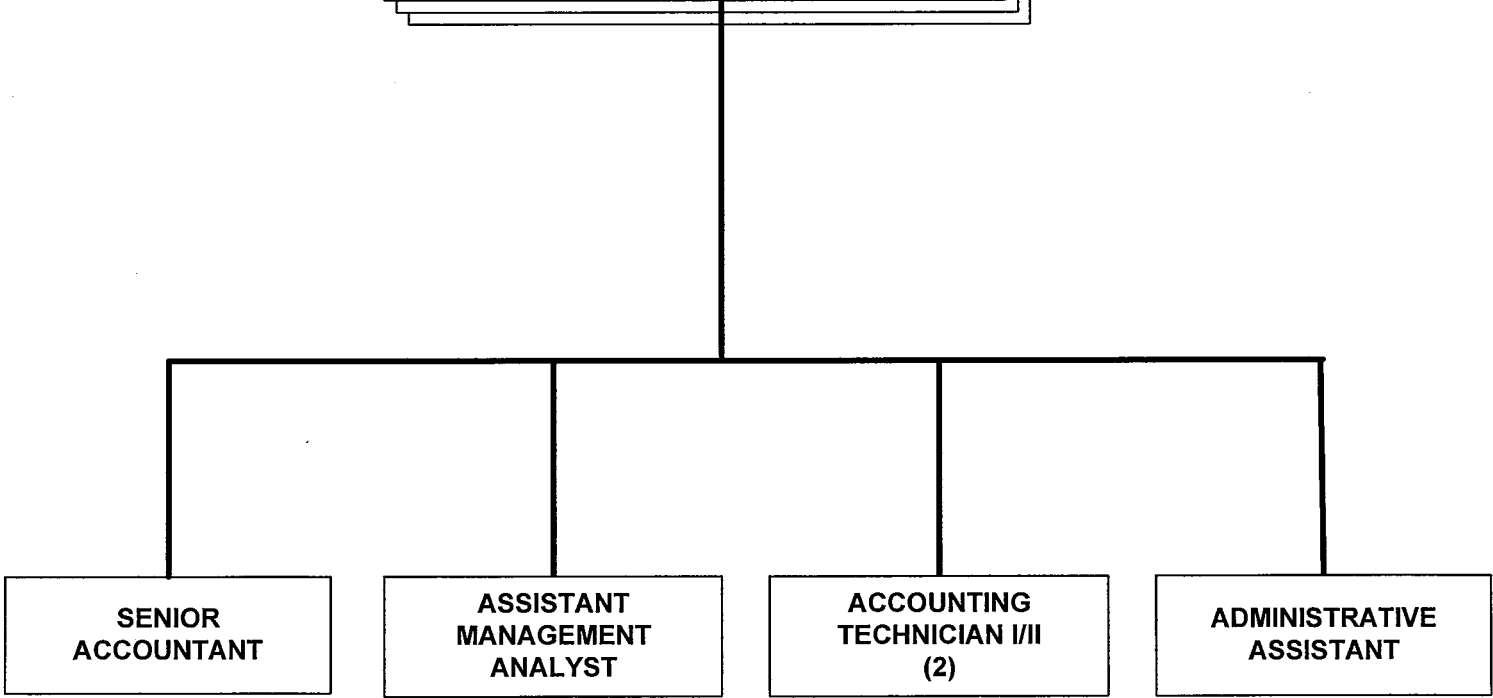 SENIOR
ACCOUNTANT
ASSISTANT
MANAGEMENT
ANALYST
ACCOUNTING
TECHNICIAN I/II
(2)
ADMINISTRATIVE
ASSISTANT